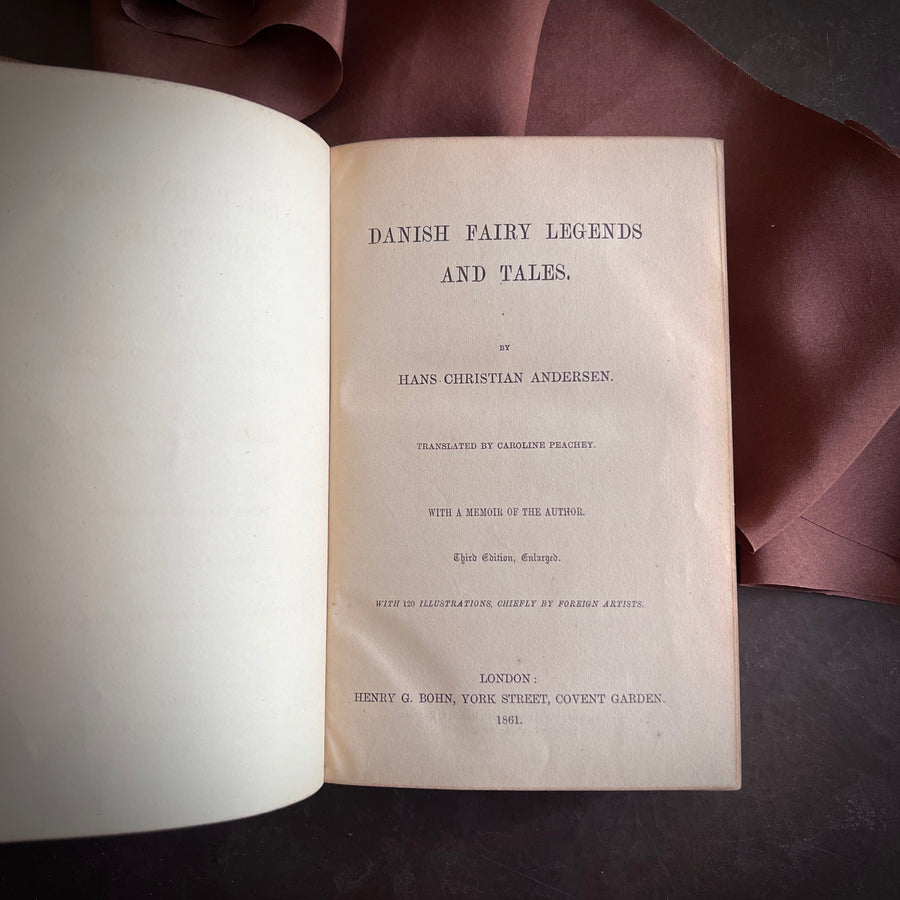 DANISH FAIRY LEGENDS
AND TALES.
BY
HANS CHRISTIAN ANDERSEN.
TRANSLATED BY CAROLINE PEACHEY.
WITH A MEMOIR OF THE AUTHOR.
Third Edition, Enlarged.
WITH 120 ILLUSTRATIONS, CHIEFLY BY FOREIGN ARTISTS.
LONDON:
HENRY G. BOHN, YORK STREET, COVENT GARDEN.
1861.